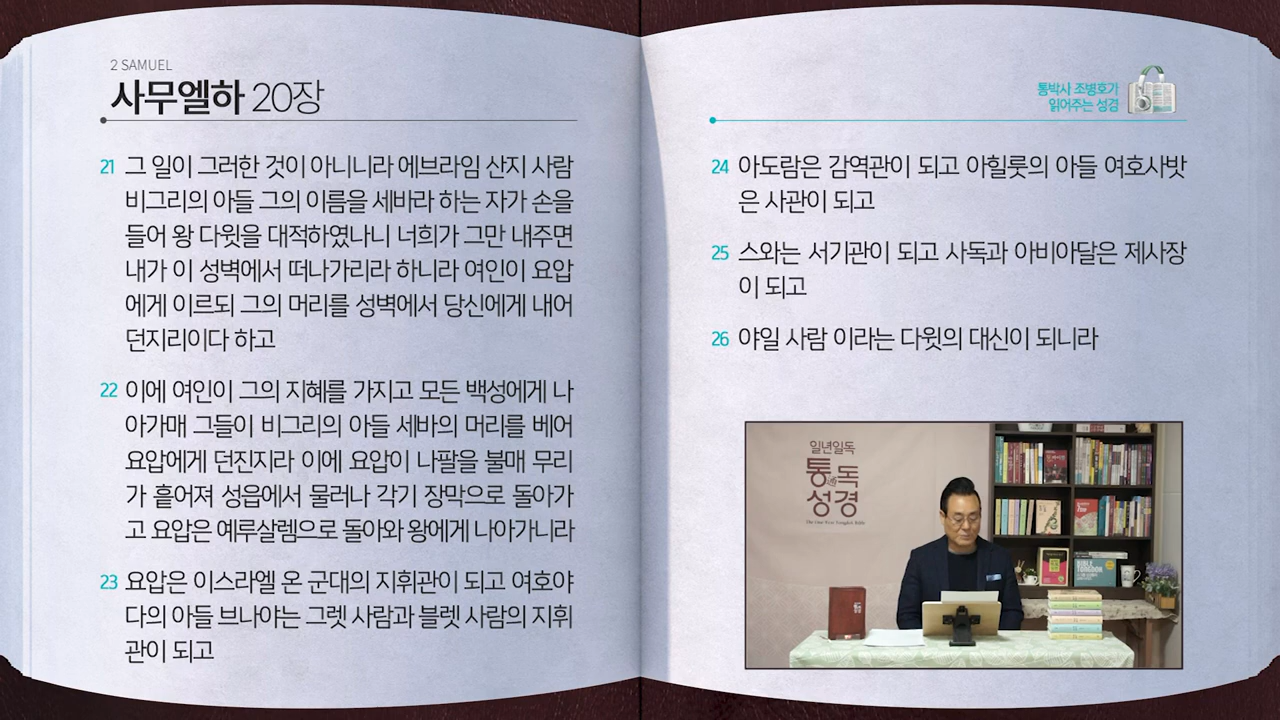 2 SAMUEL
사무엘하 20장
21 그 일이 그러한 것이 아니니라 에브라임 산지 사람
비그리의 아들 그의 이름을 세바라 하는 자가 손을
들어 왕 다윗을 대적하였나니 너희가 그만 내주면
내가 이 성벽에서 떠나가리라 하니라 여인이 요압
에게 이르되 그의 머리를 성벽에서 당신에게 내어
던지리이다 하고
22 이에 여인이 그의 지혜를 가지고 모든 백성에게 나
아가매 그들이 비그리의 아들 세바의 머리를 베어
요압에게 던진지라 이에 요압이 나팔을 불매 무리
가 흩어져 성읍에서 물러나 각기 장막으로 돌아가
고 요압은 예루살렘으로 돌아와 왕에게 나아가니라
23 요압은 이스라엘 온 군대의 지휘관이 되고 여호야
다의 아들 브나야는 그렛 사람과 블렛 사람의 지휘
관이 되고
통박사 조병호가
읽어주는 성경
24 아도람은 감역관이 되고 아힐룻의 아들 여호사밧
은 사관이 되고
25 스와는 서기관이 되고 사독과 아비아달은 제사장
이 되고
26 야일 사람 이라는 다윗의 대신이 되니라
일년일독
통독
성경
The One Year Tongdok Bible
BIBLE
TONGDOK